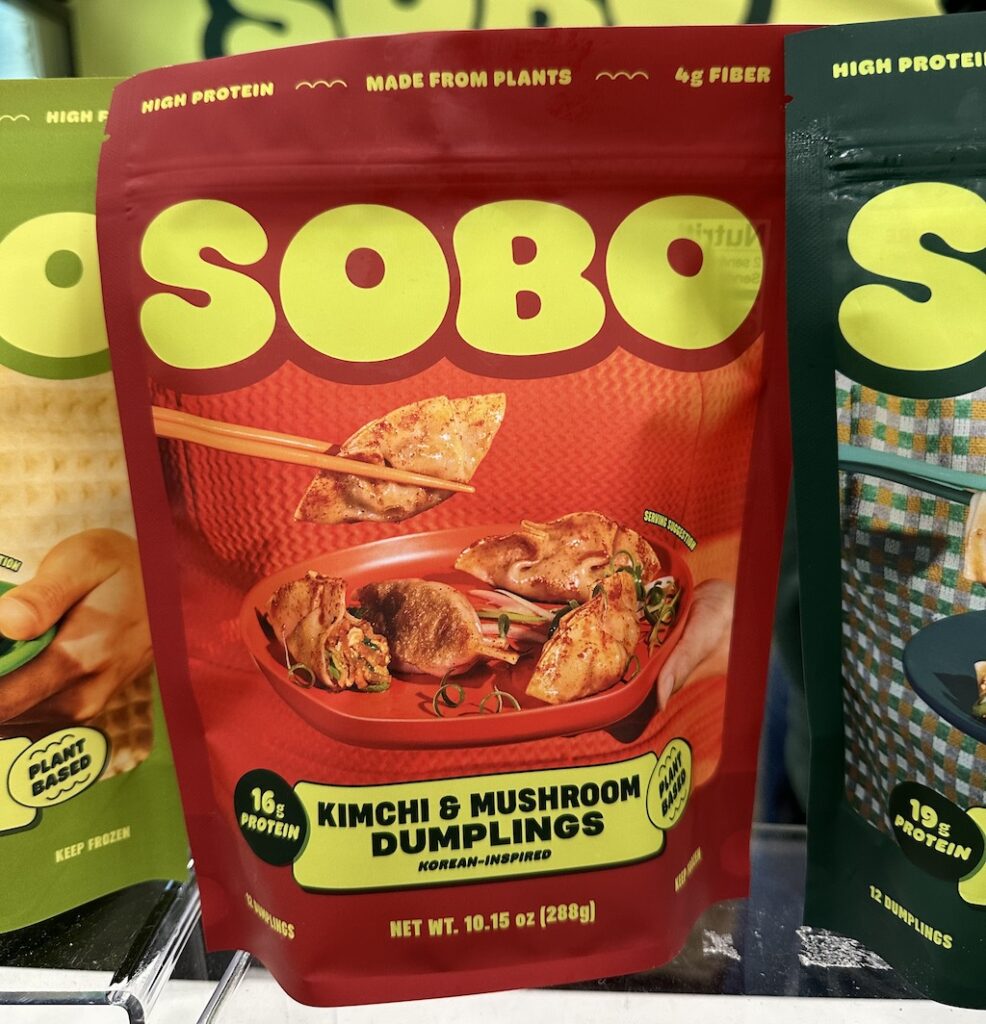 SOBO
HIGH F
HIGH PROTEIN MADE FROM PLANTS 4g FIBER
HIGH PROTEIN
SOBO
O
S
Nutrit
SERVING SUGGESTION
PLANT BASED
KEEP FROZEN
16g PROTEIN
KIMCHI & MUSHROOM
DUMPLINGS
KOREAN-INSPIRED
PLANT BASED
KEEP FROZEN
12 DUMPLINGS
NET WT. 10.15 oz (288g)
19g PROTEIN
12 DUMPLINGS